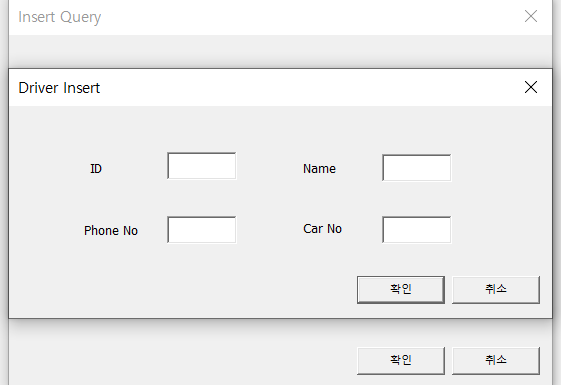 Insert Query
Driver Insert
ID
Name
Phone No
Car No
확인
취소
확인
취소